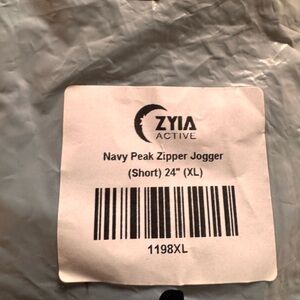 ZYIA
ACTIVE
Navy Peak Zipper Jogger
(Short) 24" (XL)
1198XL